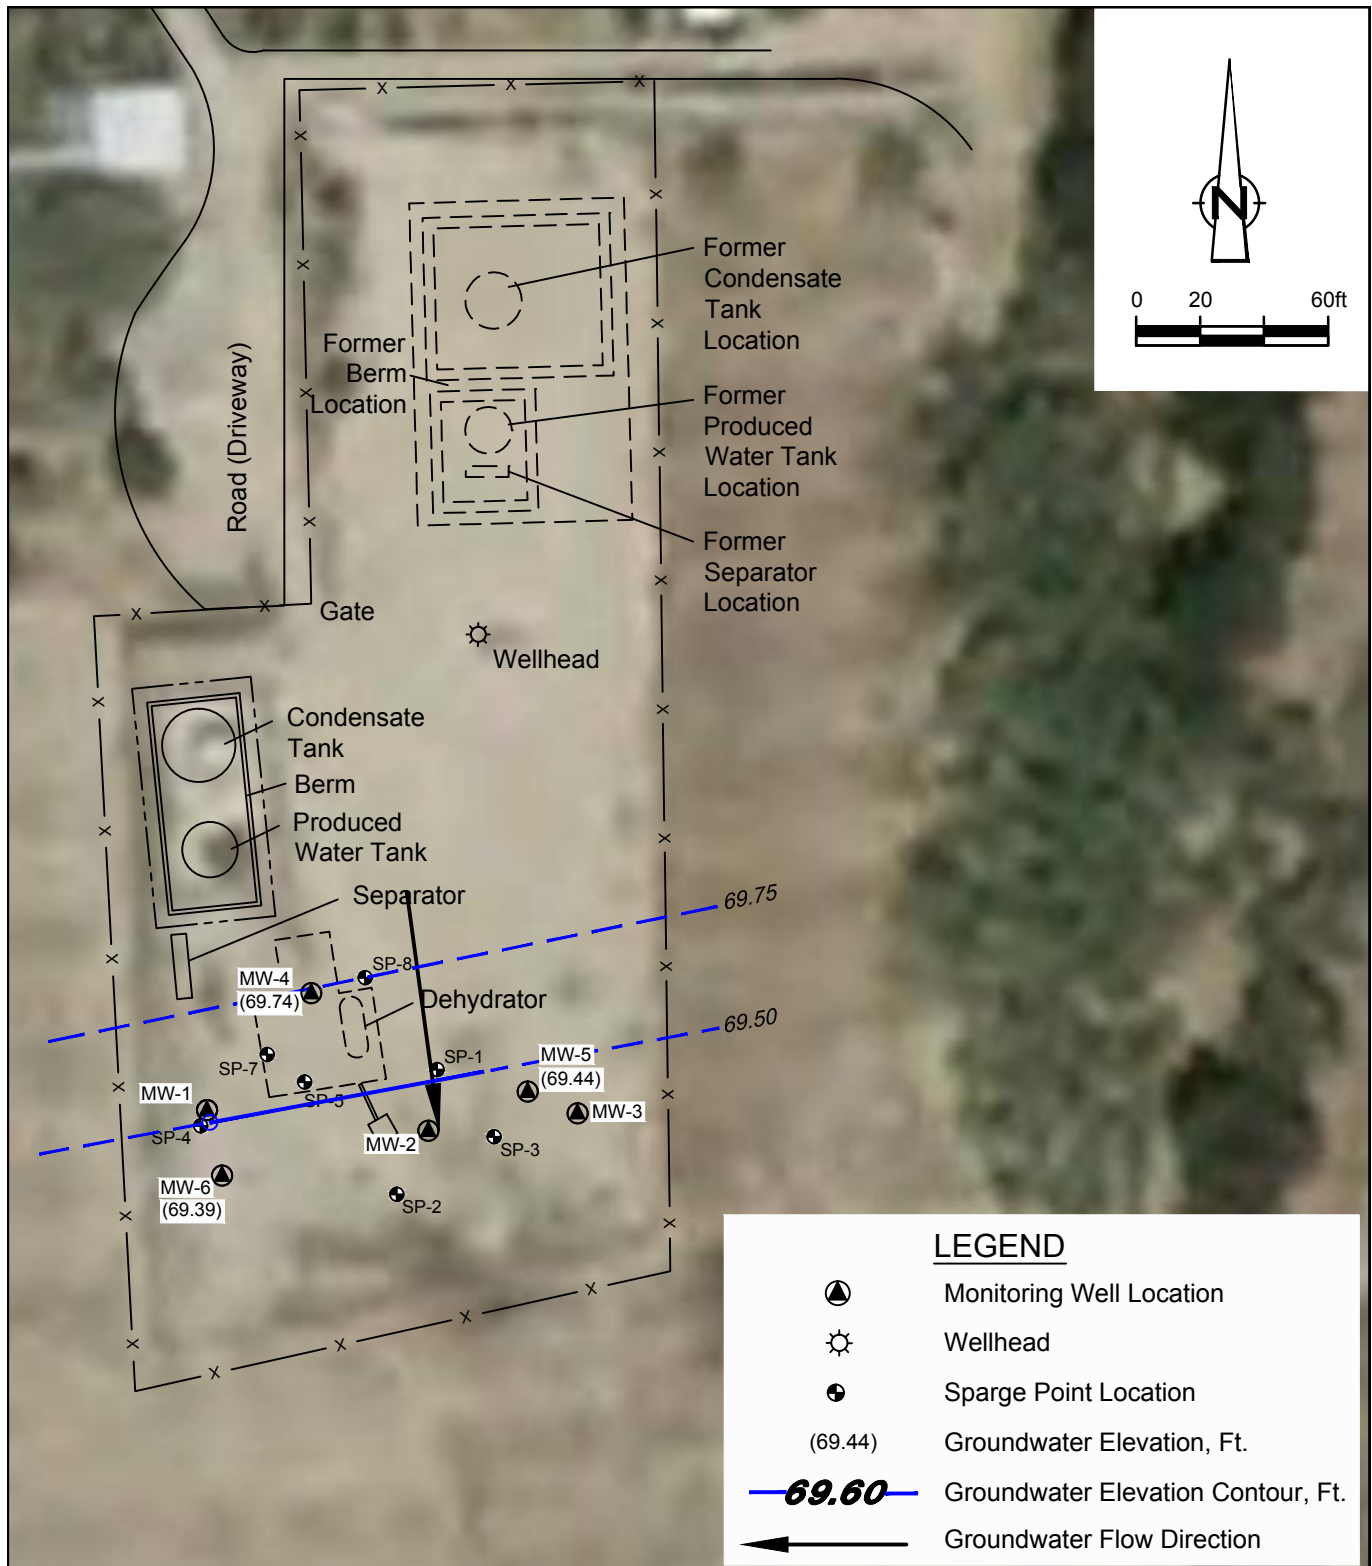 N
0 20 60ft
Former
Condensate
Tank
Location
Former
Berm
Location
Former
Produced
Water Tank
Location
Road (Driveway)
Former
Separator
Location
Gate
Wellhead
Condensate
Tank
Berm
Produced
Water Tank
Separator
69.75
MW-4
(69.74)
SP-8
Dehydrator
69.50
SP-7
SP-1
MW-5
(69.44)
SP-5
MW-1
MW-3
SP-4
MW-2
SP-3
MW-6
(69.39)
SP-2
LEGEND
Monitoring Well Location
Wellhead
Sparge Point Location
(69.44) Groundwater Elevation, Ft.
69.60 Groundwater Elevation Contour, Ft.
Groundwater Flow Direction